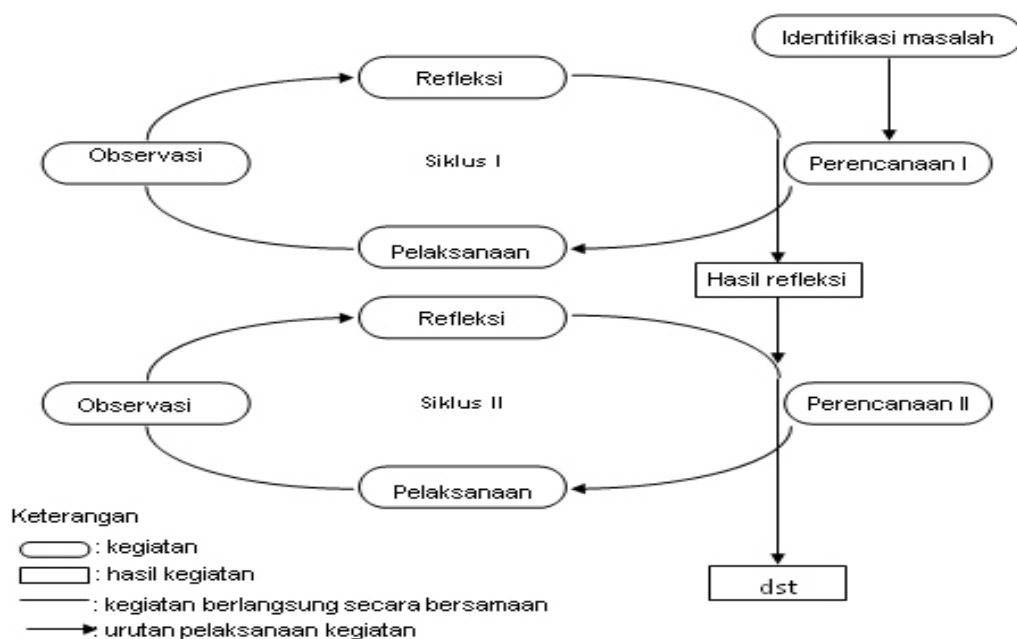 Identifikasi masalah
Refleksi
Observasi
Siklus I
Perencanaan I
Pelaksanaan
Hasil refleksi
Refleksi
Observasi
Siklus II
Perencanaan II
Pelaksanaan
Keterangan
: kegiatan
: hasil kegiatan
: kegiatan berlangsung secara bersamaan
: urutan pelaksanaan kegiatan
dst